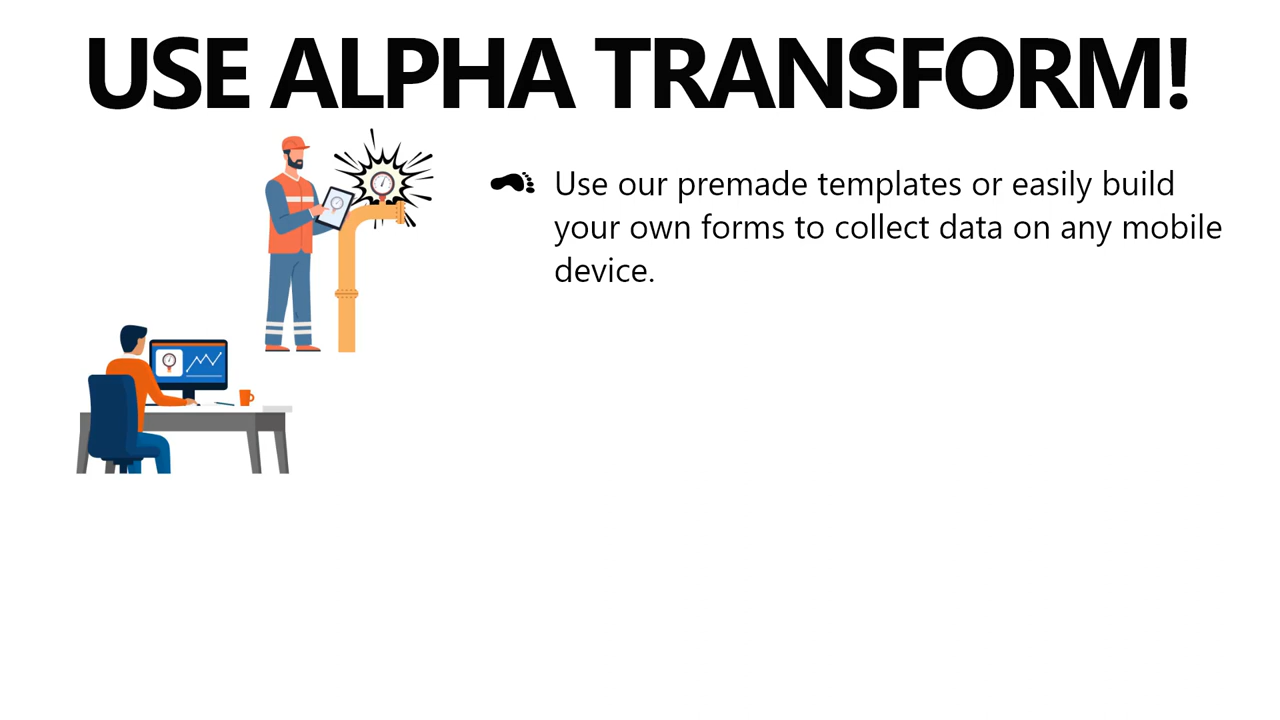 USE ALPHA TRANSFORM!
Use our premade templates or easily build
your own forms to collect data on any mobile
device.